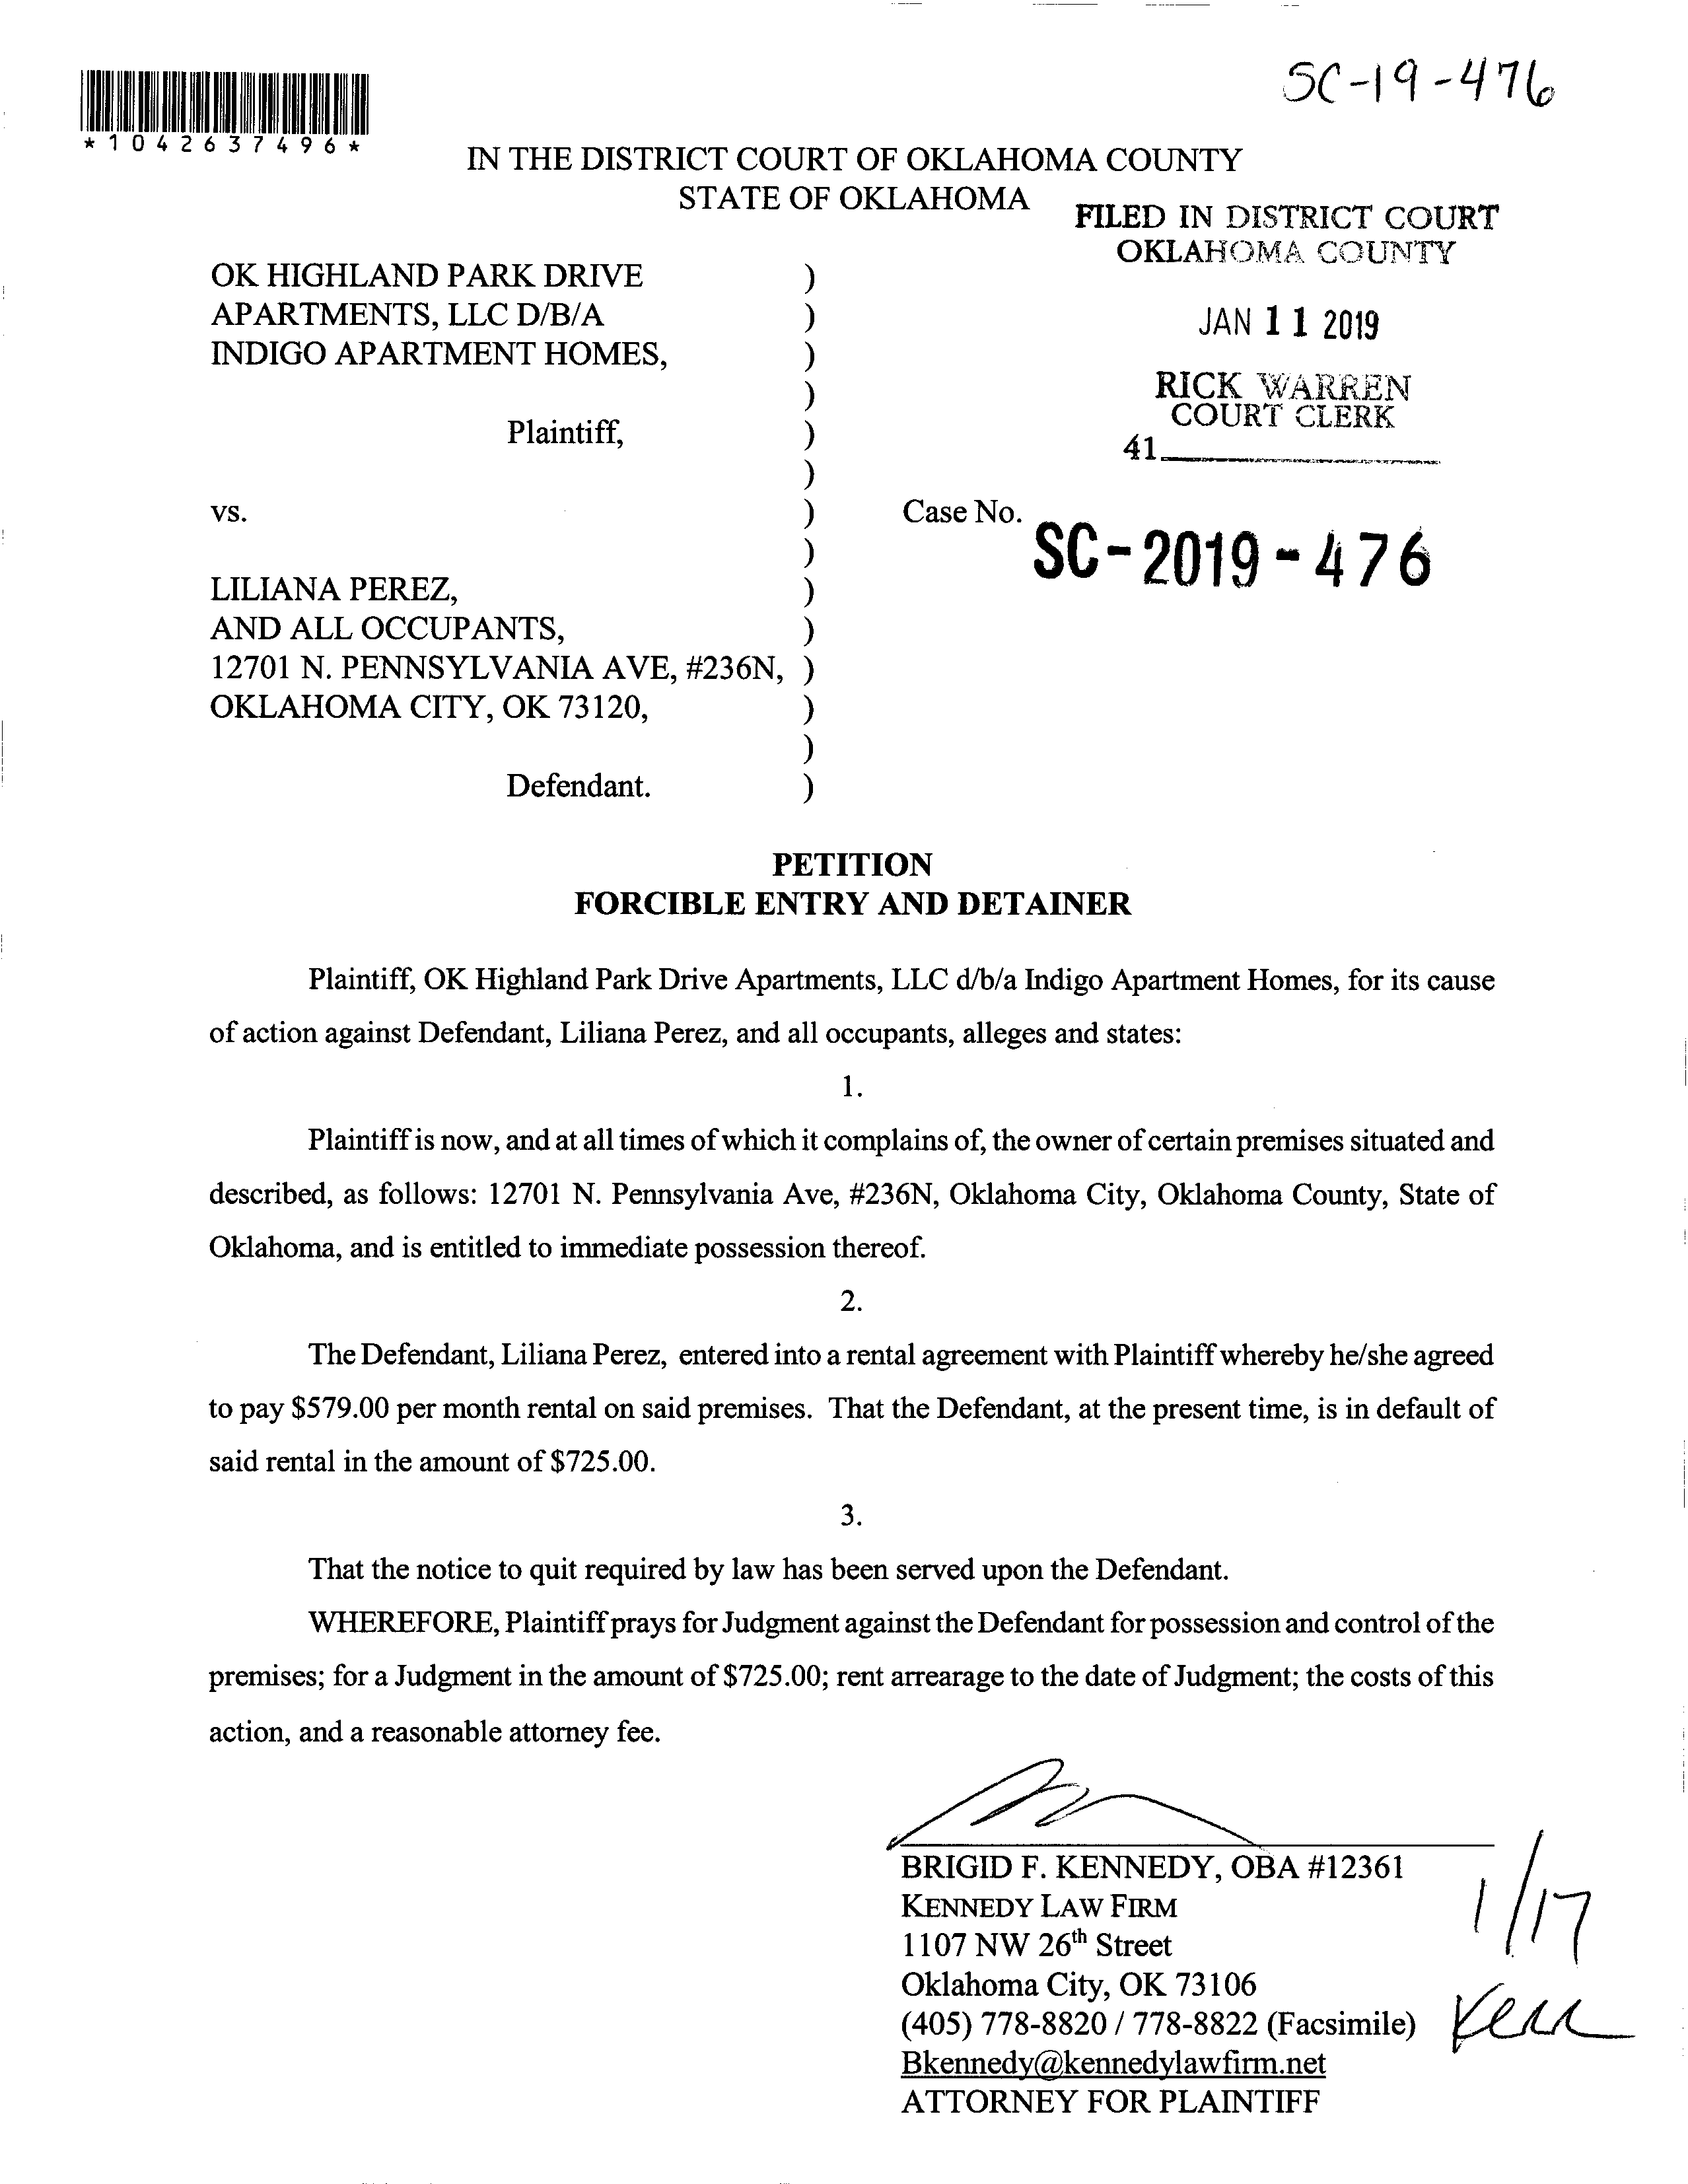 SC-19-476
*1042637496*
IN THE DISTRICT COURT OF OKLAHOMA COUNTY
STATE OF OKLAHOMA
FILED IN DISTRICT COURT
OKLAHOMA COUNTY
JAN 11 2019
RICK WARREN
COURT CLERK
41
OK HIGHLAND PARK DRIVE )
APARTMENTS, LLC D/B/A )
INDIGO APARTMENT HOMES, )
)
Plaintiff, )
)
vs. ) Case No. SC-2019-476
)
LILIANA PEREZ, )
AND ALL OCCUPANTS, )
12701 N. PENNSYLVANIA AVE, #236N, )
OKLAHOMA CITY, OK 73120, )
)
Defendant. )
PETITION
FORCIBLE ENTRY AND DETAINER
Plaintiff, OK Highland Park Drive Apartments, LLC d/b/a Indigo Apartment Homes, for its cause
of action against Defendant, Liliana Perez, and all occupants, alleges and states:
1.
Plaintiff is now, and at all times of which it complains of, the owner of certain premises situated and
described, as follows: 12701 N. Pennsylvania Ave, #236N, Oklahoma City, Oklahoma County, State of
Oklahoma, and is entitled to immediate possession thereof.
2.
The Defendant, Liliana Perez, entered into a rental agreement with Plaintiff whereby he/she agreed
to pay $579.00 per month rental on said premises. That the Defendant, at the present time, is in default of
said rental in the amount of $725.00.
3.
That the notice to quit required by law has been served upon the Defendant.
WHEREFORE, Plaintiff prays for Judgment against the Defendant for possession and control of the
premises; for a Judgment in the amount of $725.00; rent arrearage to the date of Judgment; the costs of this
action, and a reasonable attorney fee.
BRIGID F. KENNEDY, OBA #12361
KENNEDY LAW FIRM
1107 NW 26th Street
Oklahoma City, OK 73106
(405) 778-8820 / 778-8822 (Facsimile)
Bkennedy@kennedylawfirm.net
ATTORNEY FOR PLAINTIFF
1/17